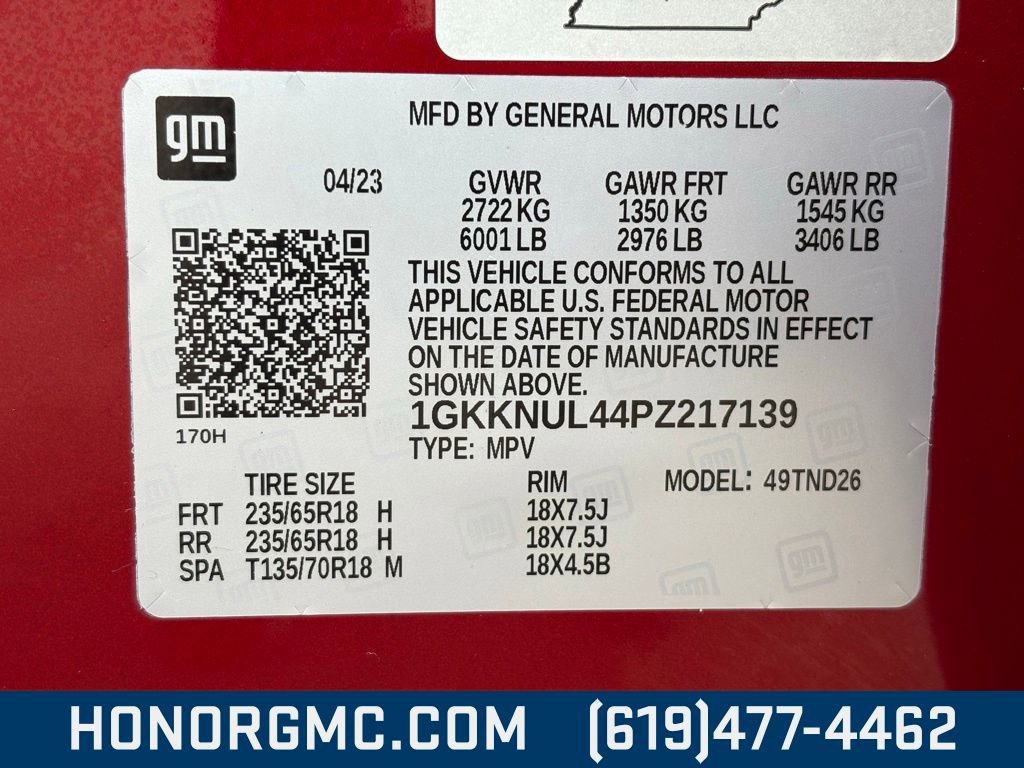 gm
MFD BY GENERAL MOTORS LLC
04/23 GVWR GAWR FRT GAWR RR
2722 KG 1350 KG 1545 KG
6001 LB 2976 LB 3406 LB
THIS VEHICLE CONFORMS TO ALL
APPLICABLE U.S. FEDERAL MOTOR
VEHICLE SAFETY STANDARDS IN EFFECT
ON THE DATE OF MANUFACTURE
SHOWN ABOVE.
1GKKNUL44PZ217139
170H
TYPE: MPV
TIRE SIZE RIM MODEL: 49TND26
FRT 235/65R18 H 18X7.5J
RR 235/65R18 H 18X7.5J
SPA T135/70R18 M 18X4.5B
gm
HONORGMC.COM (619)477-4462